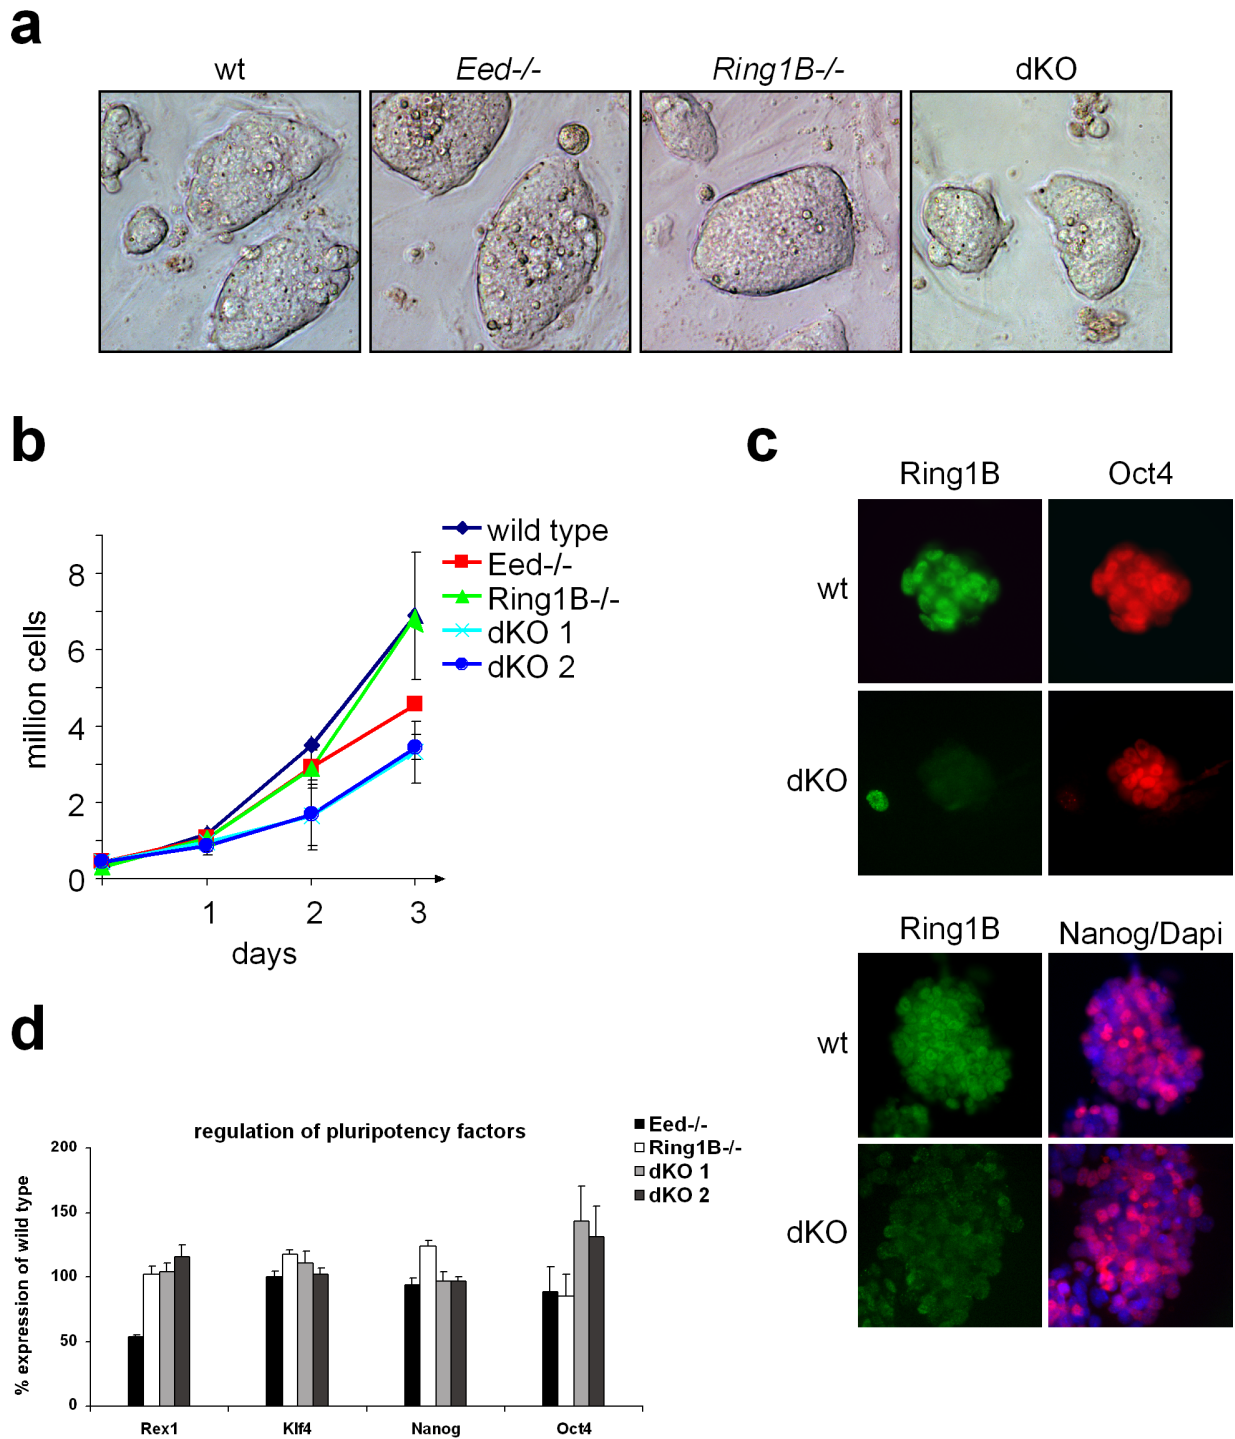 a
wt
Eed-/-
Ring1B-/-
dKO
b
8
6
4
2
0
million cells
1
2
3
days
wild type
Eed-/-
Ring1B-/-
dKO 1
dKO 2
c
Ring1B
Oct4
wt
dKO
Ring1B
Nanog/Dapi
wt
dKO
d
regulation of pluripotency factors
Eed-/-
Ring1B-/-
dKO 1
dKO 2
% expression of wild type
200
150
100
50
0
Rex1
Klf4
Nanog
Oct4